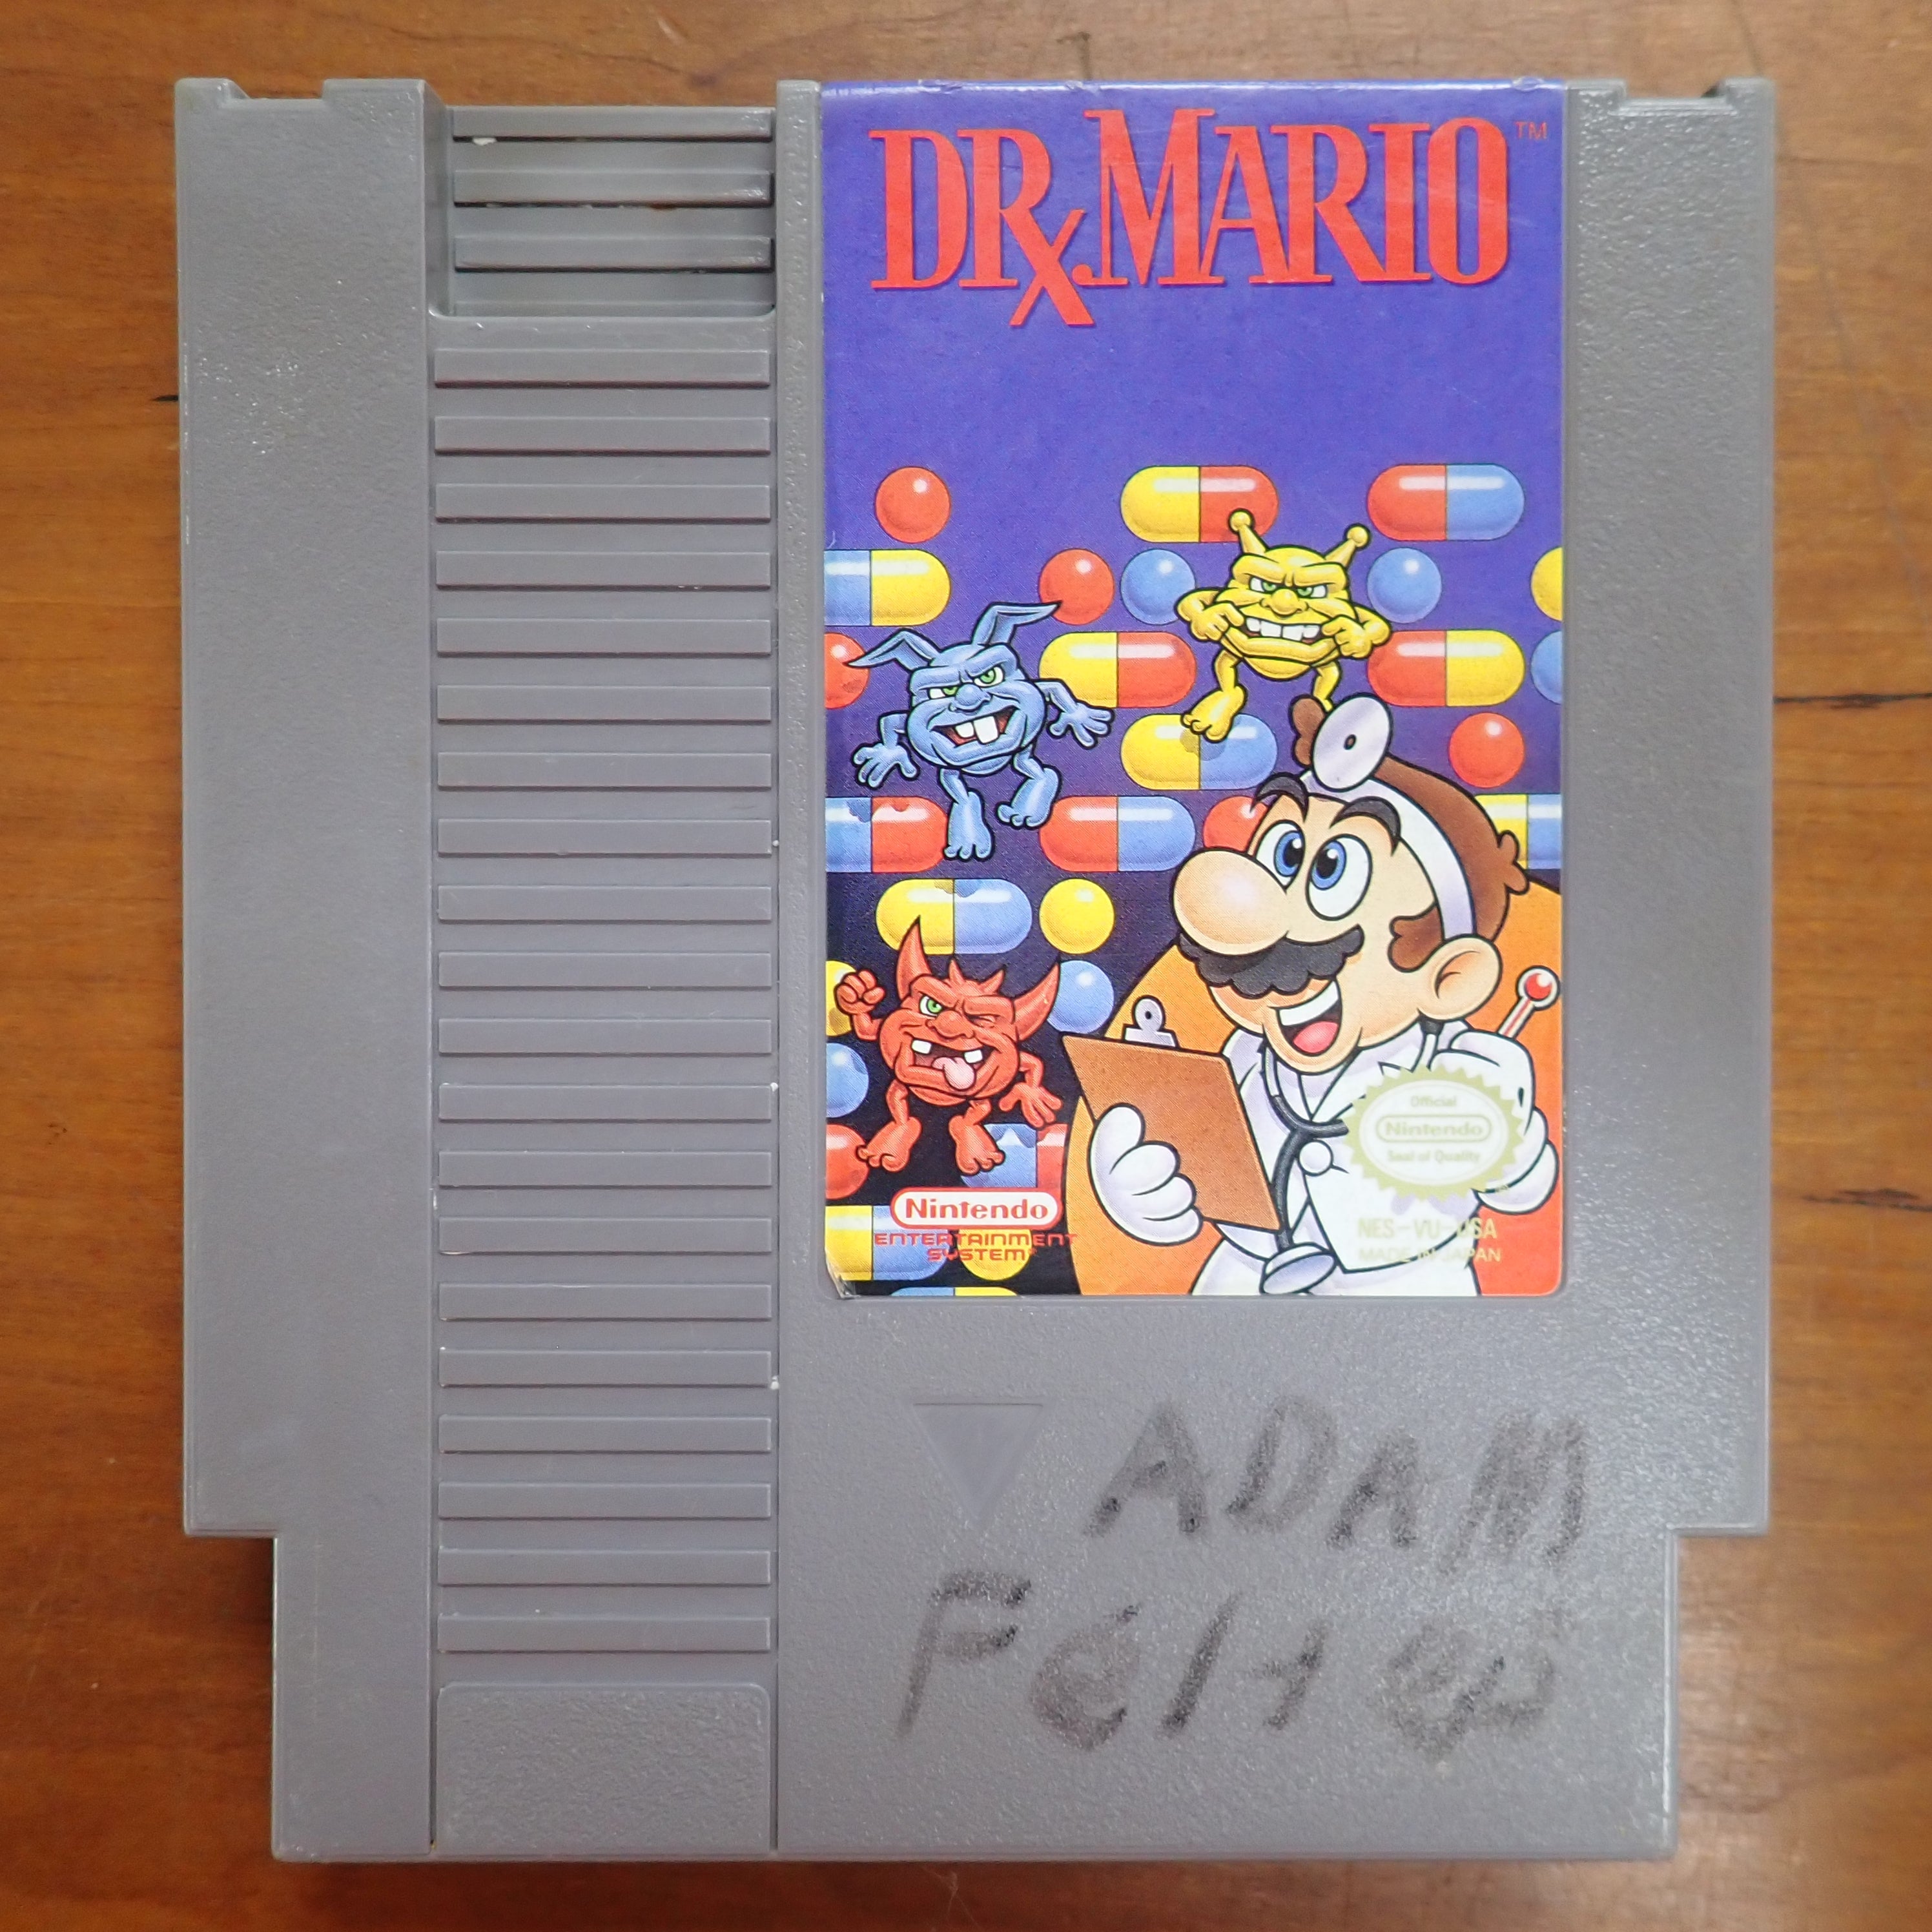 DR. MARIO™
Official
Nintendo
Seal of Quality
Nintendo
ENTERTAINMENT
SYSTEM®
NES-VU-USA
MADE IN JAPAN
ADAM